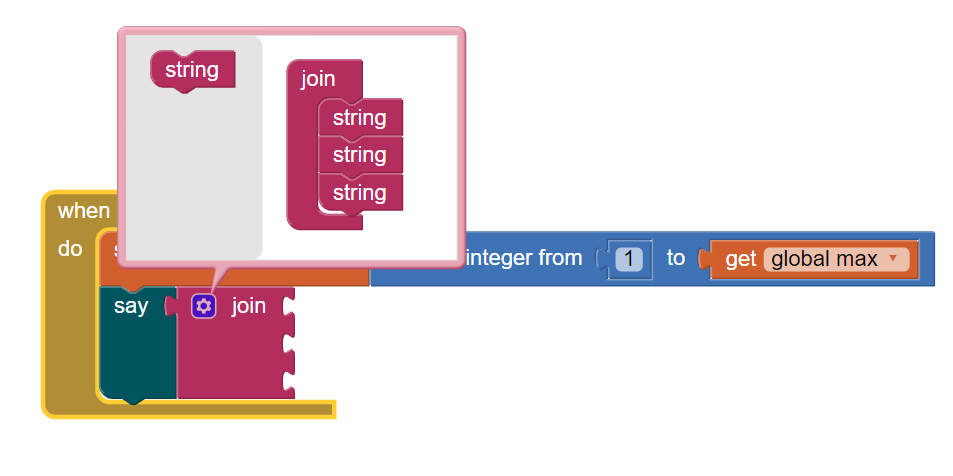 string
join
string
string
string
when
do
integer from 1 to get global max
say join